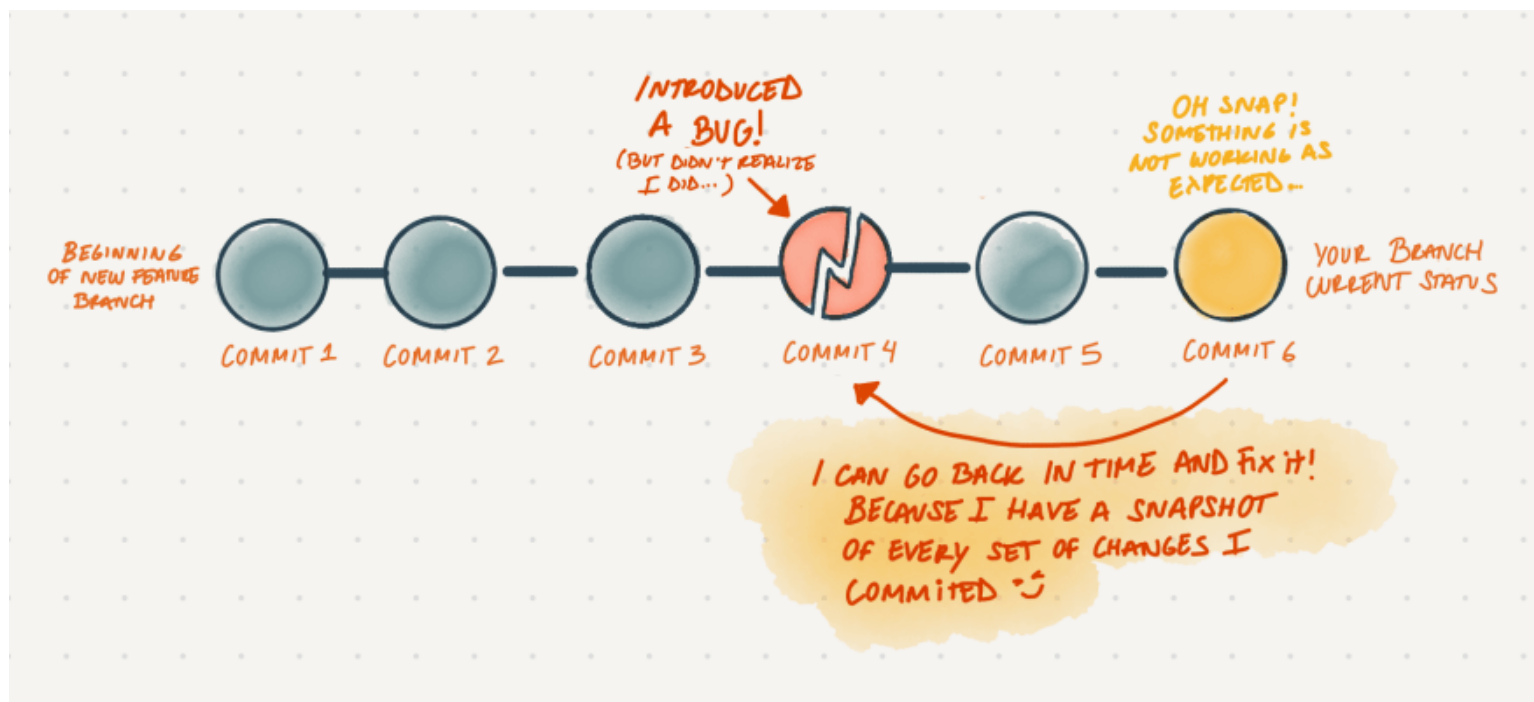 INTRODUCED
A BUG!
(BUT DIDN'T REALIZE
I DID...)
OH SNAP!
SOMETHING IS
NOT WORKING AS
EXPECTED...
BEGINNING
OF NEW FEATURE
BRANCH
YOUR BRANCH
CURRENT STATUS
COMMIT 1
COMMIT 2
COMMIT 3
COMMIT 4
COMMIT 5
COMMIT 6
I CAN GO BACK IN TIME AND FIX IT!
BECAUSE I HAVE A SNAPSHOT
OF EVERY SET OF CHANGES I
COMMITED